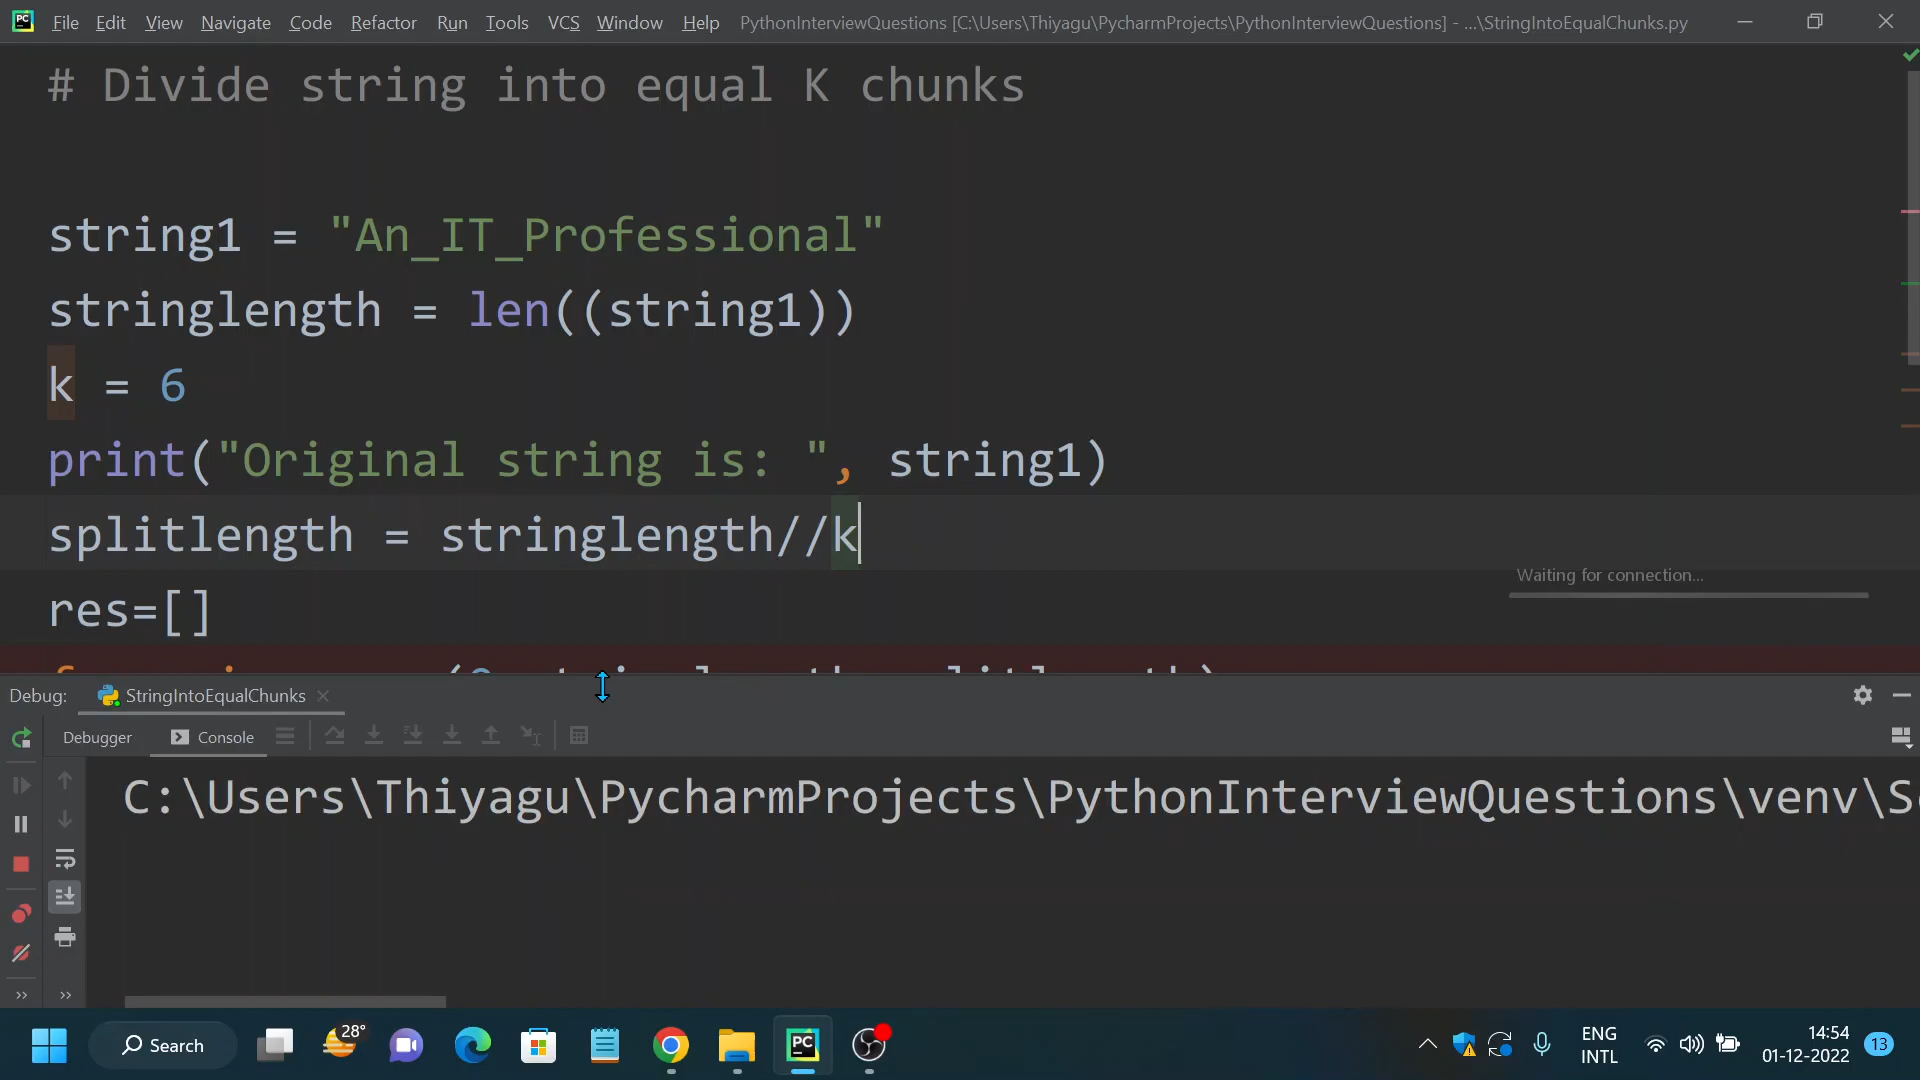 File Edit View Navigate Code Refactor Run Tools VCS Window Help PythonInterviewQuestions [C:\Users\Thiyagu\PycharmProjects\PythonInterviewQuestions] - ...\StringIntoEqualChunks.py
# Divide string into equal K chunks
string1 = "An_IT_Professional"
stringlength = len((string1))
k = 6
print("Original string is: ", string1)
splitlength = stringlength//k
Waiting for connection...
res=[]
Debug: StringIntoEqualChunks
Debugger Console
C:\Users\Thiyagu\PycharmProjects\PythonInterviewQuestions\venv\S
PC
Search
28°
PC
ENG
INTL
14:54
01-12-2022
13